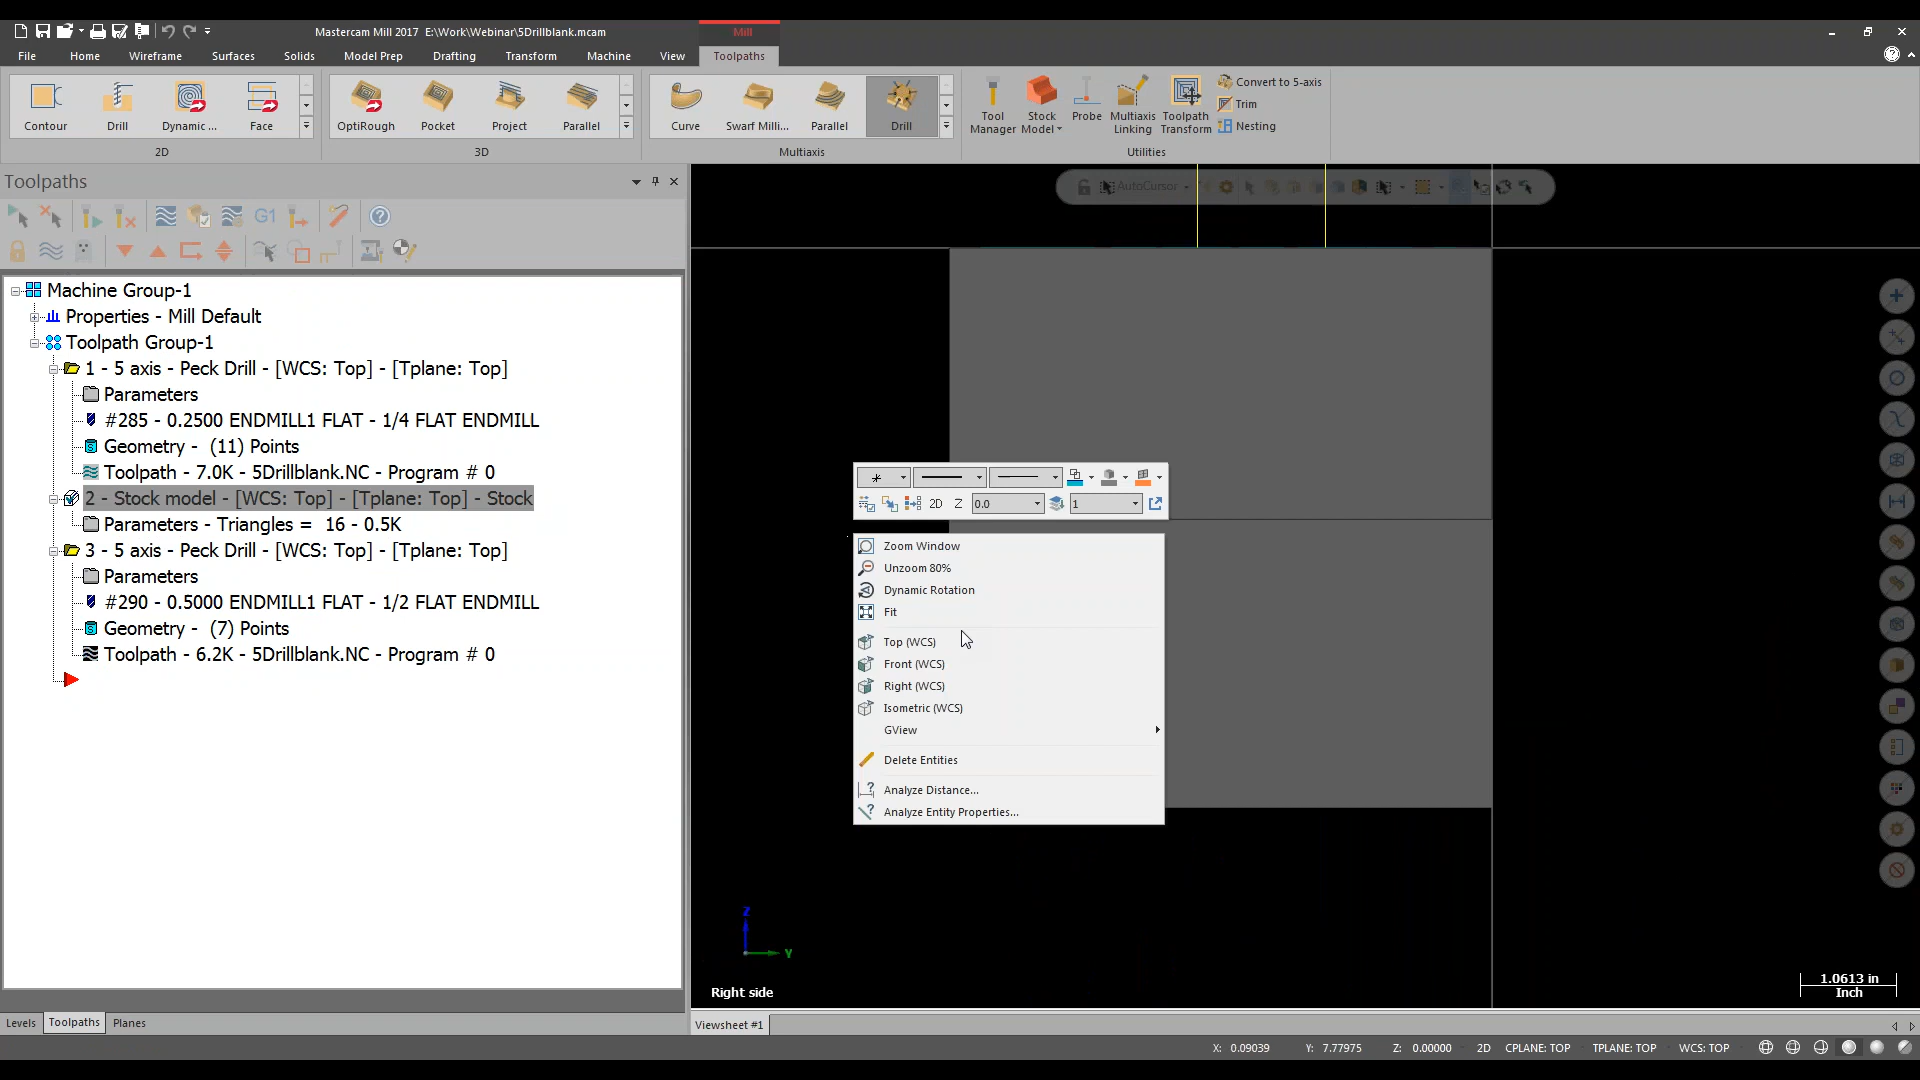 Mastercam Mill 2017  E:\Work\Webinar\5Drillblank.mcam
Mill
File
Home
Wireframe
Surfaces
Solids
Model Prep
Drafting
Transform
Machine
View
Toolpaths
Contour
Drill
Dynamic ...
Face
OptiRough
Pocket
Project
Parallel
Curve
Swarf Milli...
Parallel
Drill
Tool Manager
Stock Model
Probe
Multiaxis Linking
Toolpath Transform
Convert to 5-axis
Trim
Nesting
2D
3D
Multiaxis
Utilities
Toolpaths
G1
AutoCursor
Machine Group-1
Properties - Mill Default
Toolpath Group-1
1 - 5 axis - Peck Drill - [WCS: Top] - [Tplane: Top]
Parameters
#285 - 0.2500 ENDMILL1 FLAT - 1/4 FLAT ENDMILL
Geometry -  (11) Points
Toolpath - 7.0K - 5Drillblank.NC - Program # 0
2 - Stock model - [WCS: Top] - [Tplane: Top] - Stock
Parameters - Triangles =  16 - 0.5K
3 - 5 axis - Peck Drill - [WCS: Top] - [Tplane: Top]
Parameters
#290 - 0.5000 ENDMILL1 FLAT - 1/2 FLAT ENDMILL
Geometry -  (7) Points
Toolpath - 6.2K - 5Drillblank.NC - Program # 0
2D
Z
0.0
1
Zoom Window
Unzoom 80%
Dynamic Rotation
Fit
Top (WCS)
Front (WCS)
Right (WCS)
Isometric (WCS)
GView
Delete Entities
Analyze Distance...
Analyze Entity Properties...
Z
Y
Right side
1.0613 in
Inch
Levels
Toolpaths
Planes
Viewsheet #1
X: 0.09039
Y: 7.77975
Z: 0.00000
2D
CPLANE: TOP
TPLANE: TOP
WCS: TOP